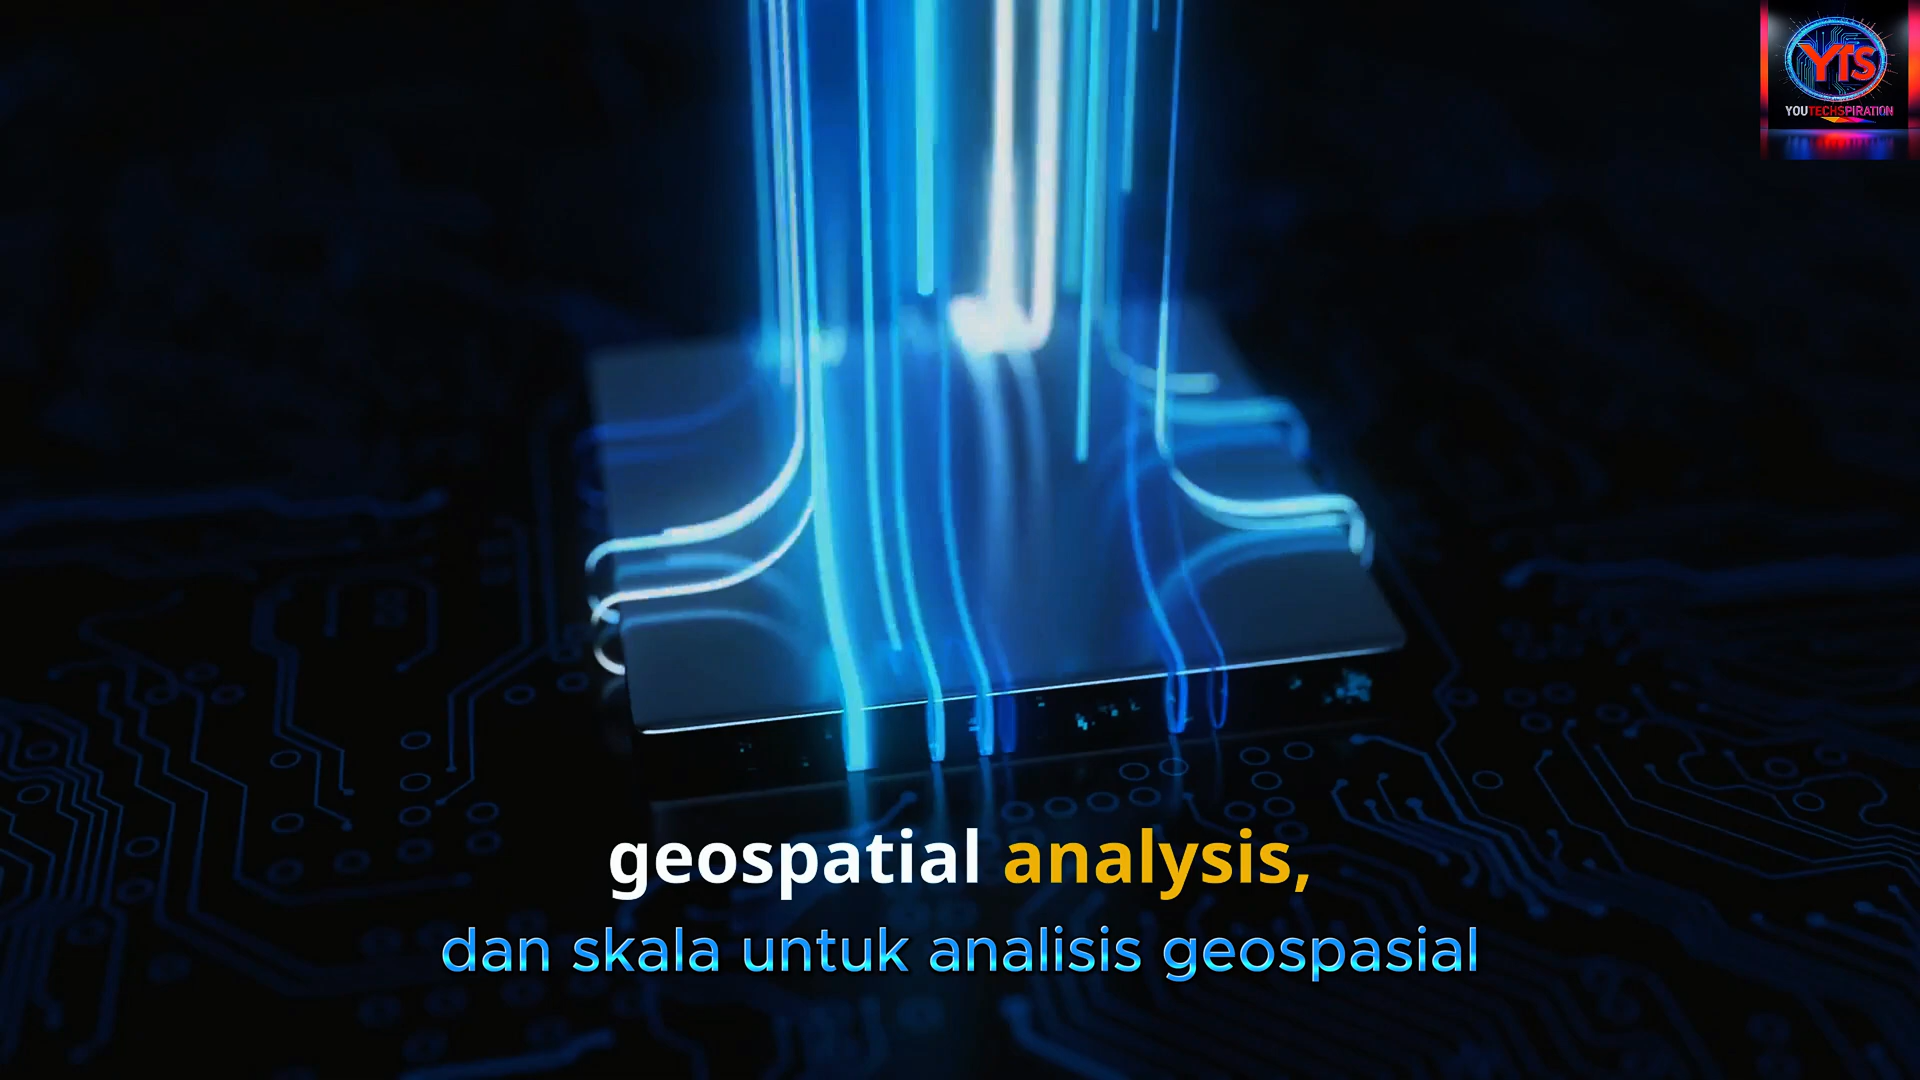 YTS
YOUTECHSPIRATION
geospatial analysis,
dan skala untuk analisis geospasial